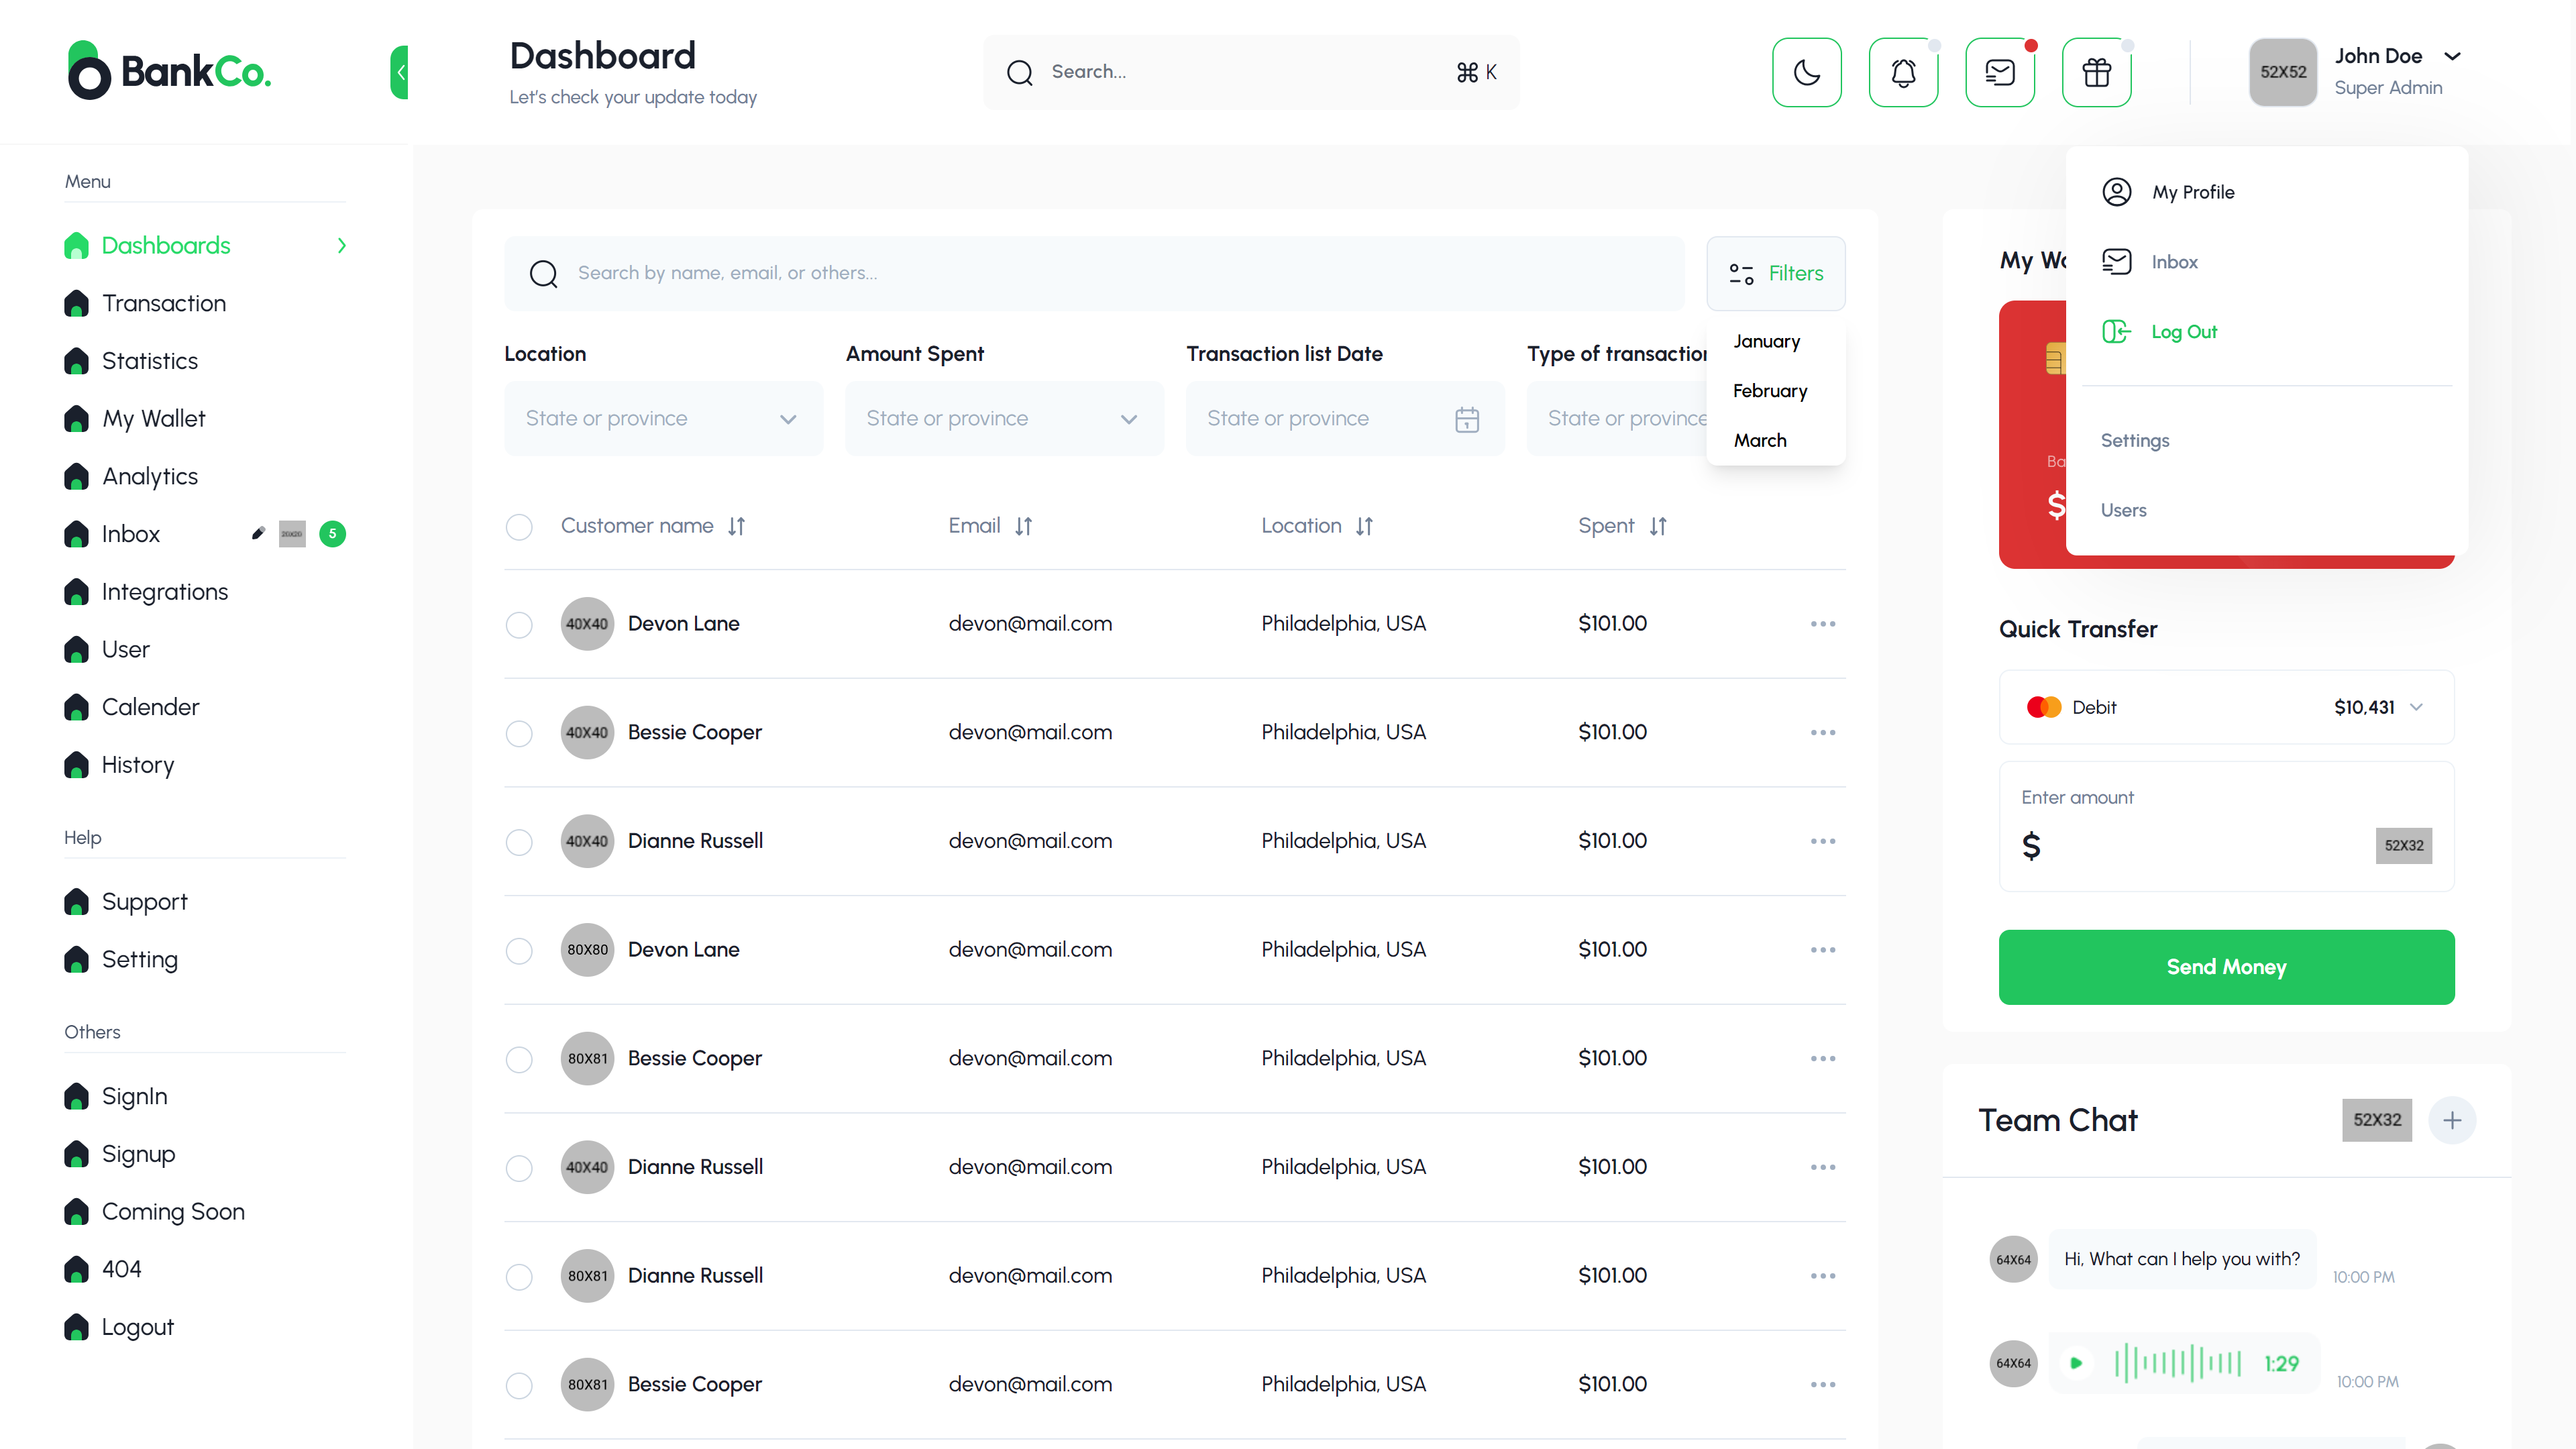 BankCo.
Dashboard
Let's check your update today
Search...
⌘ K
52X52
John Doe
Super Admin
Menu
Dashboards
Transaction
Statistics
My Wallet
Analytics
Inbox
20x20
5
Integrations
User
Calender
History
Help
Support
Setting
Others
SignIn
Signup
Coming Soon
404
Logout
Search by name, email, or others...
Filters
January
February
March
Location
Amount Spent
Transaction list Date
Type of transaction
State or province
State or province
State or province
State or province
Customer name
Email
Location
Spent
40X40 Devon Lane devon@mail.com Philadelphia, USA $101.00
40X40 Bessie Cooper devon@mail.com Philadelphia, USA $101.00
40X40 Dianne Russell devon@mail.com Philadelphia, USA $101.00
80X80 Devon Lane devon@mail.com Philadelphia, USA $101.00
80X81 Bessie Cooper devon@mail.com Philadelphia, USA $101.00
40X40 Dianne Russell devon@mail.com Philadelphia, USA $101.00
80X81 Dianne Russell devon@mail.com Philadelphia, USA $101.00
80X81 Bessie Cooper devon@mail.com Philadelphia, USA $101.00
My Profile
Inbox
Log Out
Settings
Users
My
$
Quick Transfer
Debit
$10,431
Enter amount
$
52X32
Send Money
Team Chat
52X32
64X64
Hi, What can I help you with?
10:00 PM
64X64
1:29
10:00 PM